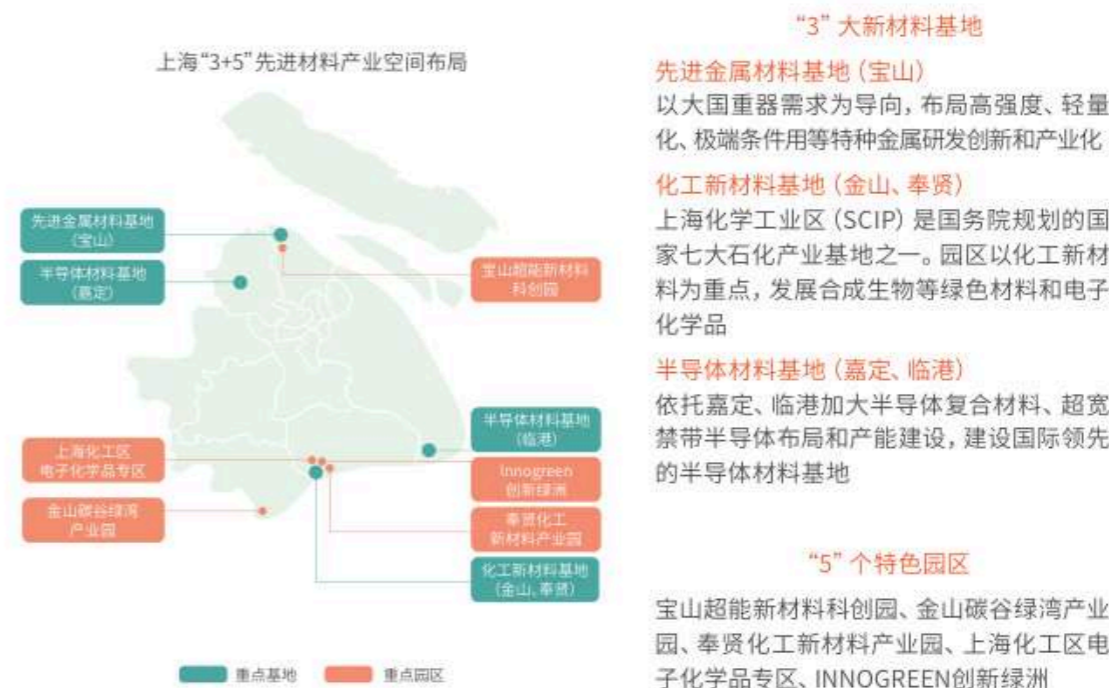 上海“3+5”先进材料产业空间布局
先进金属材料基地
(宝山)
半导体材料基地
(嘉定)
宝山超能新材料
科创园
半导体材料基地
(临港)
上海化工区
电子化学品专区
Innogreen
创新绿洲
金山碳谷绿湾
产业园
奉贤化工
新材料产业园
化工新材料基地
(金山、奉贤)
重点基地
重点园区
“3”大新材料基地
先进金属材料基地(宝山)
以大国重器需求为导向,布局高强度、轻量
化、极端条件用等特种金属研发创新和产业化
化工新材料基地(金山、奉贤)
上海化学工业区(SCIP)是国务院规划的国
家七大石化产业基地之一。园区以化工新材
料为重点,发展合成生物等绿色材料和电子
化学品
半导体材料基地(嘉定、临港)
依托嘉定、临港加大半导体复合材料、超宽
禁带半导体布局和产能建设,建设国际领先
的半导体材料基地
“5”个特色园区
宝山超能新材料科创园、金山碳谷绿湾产业
园、奉贤化工新材料产业园、上海化工区电
子化学品专区、INNOGREEN创新绿洲